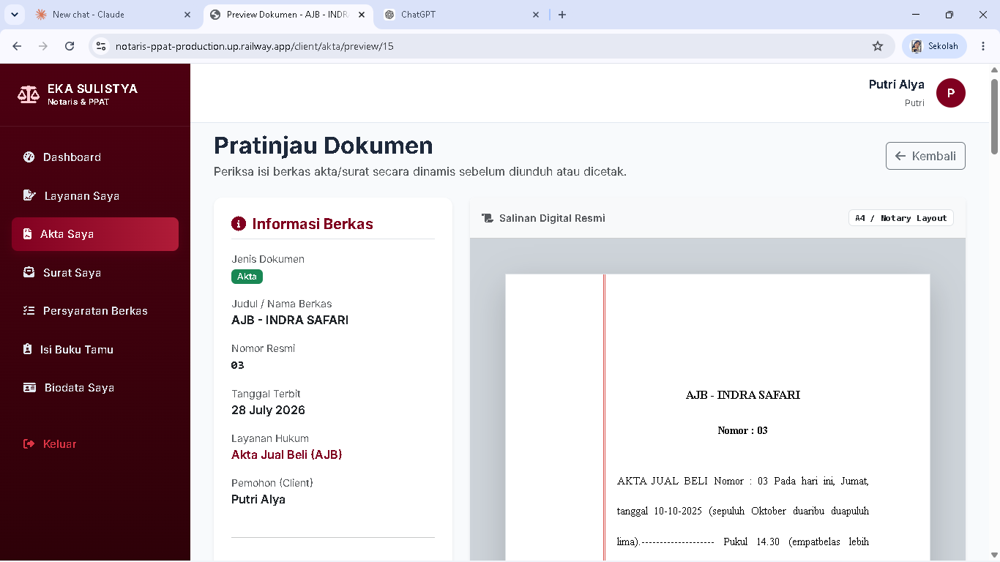 New chat - Claude
Preview Dokumen - AJB - INDR
ChatGPT
notaris-ppat-production.up.railway.app/client/akta/preview/15
Sekolah
EKA SULISTYA
Notaris & PPAT
Dashboard
Layanan Saya
Akta Saya
Surat Saya
Persyaratan Berkas
Isi Buku Tamu
Biodata Saya
Keluar
Putri Alya
Putri
P
Pratinjau Dokumen
Periksa isi berkas akta/surat secara dinamis sebelum diunduh atau dicetak.
Kembali
Informasi Berkas
Jenis Dokumen
Akta
Judul / Nama Berkas
AJB - INDRA SAFARI
Nomor Resmi
03
Tanggal Terbit
28 July 2026
Layanan Hukum
Akta Jual Beli (AJB)
Pemohon (Client)
Putri Alya
Salinan Digital Resmi
A4 / Notary Layout
AJB - INDRA SAFARI
Nomor : 03
AKTA JUAL BELI Nomor : 03 Pada hari ini, Jumat,
tanggal 10-10-2025 (sepuluh Oktober duaribu duapuluh
lima).-------------------- Pukul 14.30 (empatbelas lebih